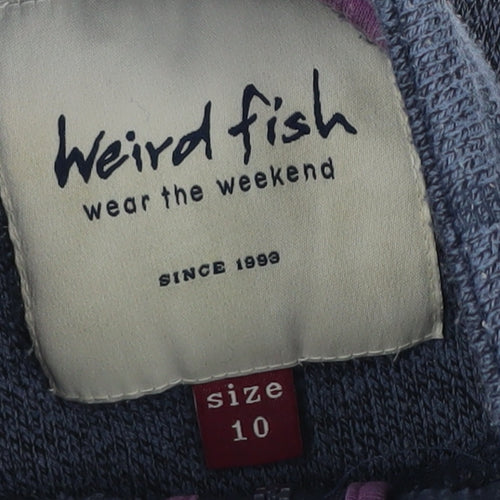 Weird fish
wear the weekend
SINCE 1993
size
10